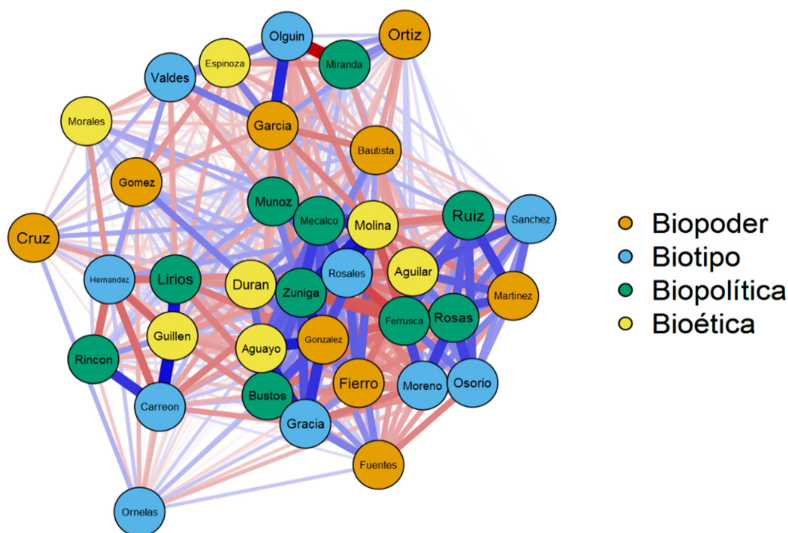 Olguin
Ortiz
Espinoza
Miranda
Valdes
Morales
Garcia
Bautista
Gomez
Munoz
Mecalco
Molina
Ruiz
Sanchez
Cruz
Hernandez
Lirios
Duran
Zuniga
Rosales
Aguilar
Martinez
Ferrusca
Rosas
Guillen
Aguayo
Gonzalez
Rincon
Carreon
Bustos
Fierro
Moreno
Osorio
Gracia
Fuentes
Ornelas
Biopoder
Biotipo
Biopolítica
Bioética